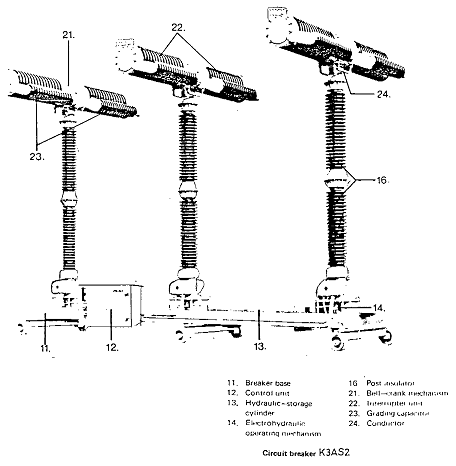 21.
22.
24.
23.
16.
14.
11.
12.
13.
11. Breaker base
12. Control unit
13, Hydraulic-storage
cylinder
14. Electrohydraulic
operating mechanism
16 Post insulator
21. Bell-crank mechanism
22. Interrupter unit
23. Grading capacitor
24. Conductor
Circuit breaker K3AS2